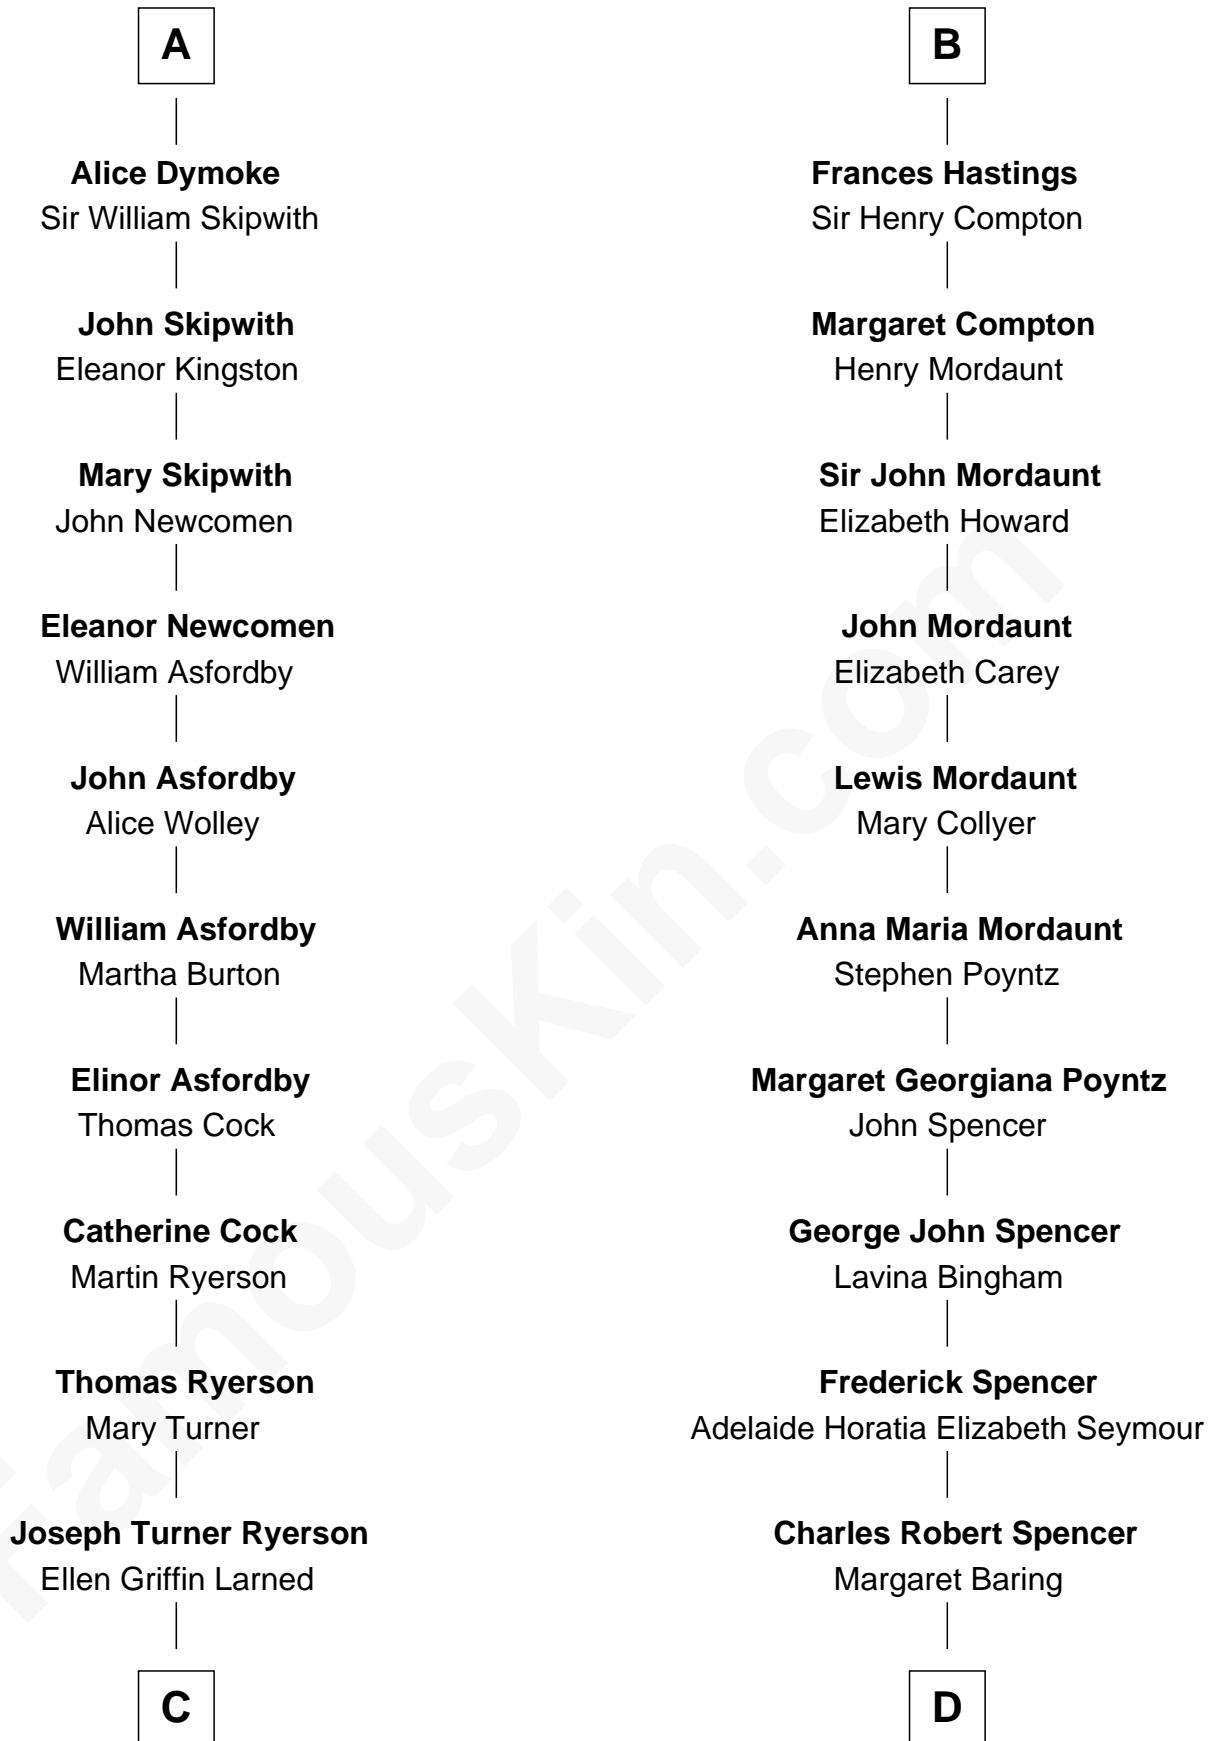 A
Alice Dymoke
Sir William Skipwith
John Skipwith
Eleanor Kingston
Mary Skipwith
John Newcomen
Eleanor Newcomen
William Asfordby
John Asfordby
Alice Wolley
William Asfordby
Martha Burton
Elinor Asfordby
Thomas Cock
Catherine Cock
Martin Ryerson
Thomas Ryerson
Mary Turner
Joseph Turner Ryerson
Ellen Griffin Larned
C
B
Frances Hastings
Sir Henry Compton
Margaret Compton
Henry Mordaunt
Sir John Mordaunt
Elizabeth Howard
John Mordaunt
Elizabeth Carey
Lewis Mordaunt
Mary Collyer
Anna Maria Mordaunt
Stephen Poyntz
Margaret Georgiana Poyntz
John Spencer
George John Spencer
Lavina Bingham
Frederick Spencer
Adelaide Horatia Elizabeth Seymour
Charles Robert Spencer
Margaret Baring
D
FamousKin.com